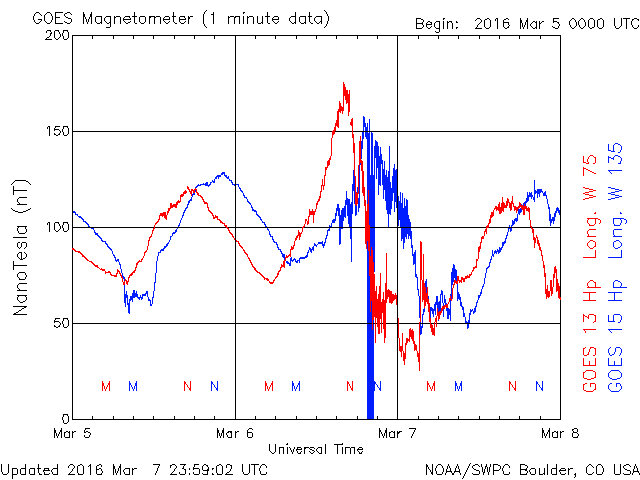 GOES Magnetometer (1 minute data)
Begin: 2016 Mar 5 0000 UTC
200
150
100
50
0
NanoTesla (nT)
M M N N M M N N M M N N
Mar 5 Mar 6 Mar 7 Mar 8
Universal Time
GOES 13 Hp Long. W 75
GOES 15 Hp Long. W 135
Updated 2016 Mar 7 23:59:02 UTC
NOAA/SWPC Boulder, CO USA